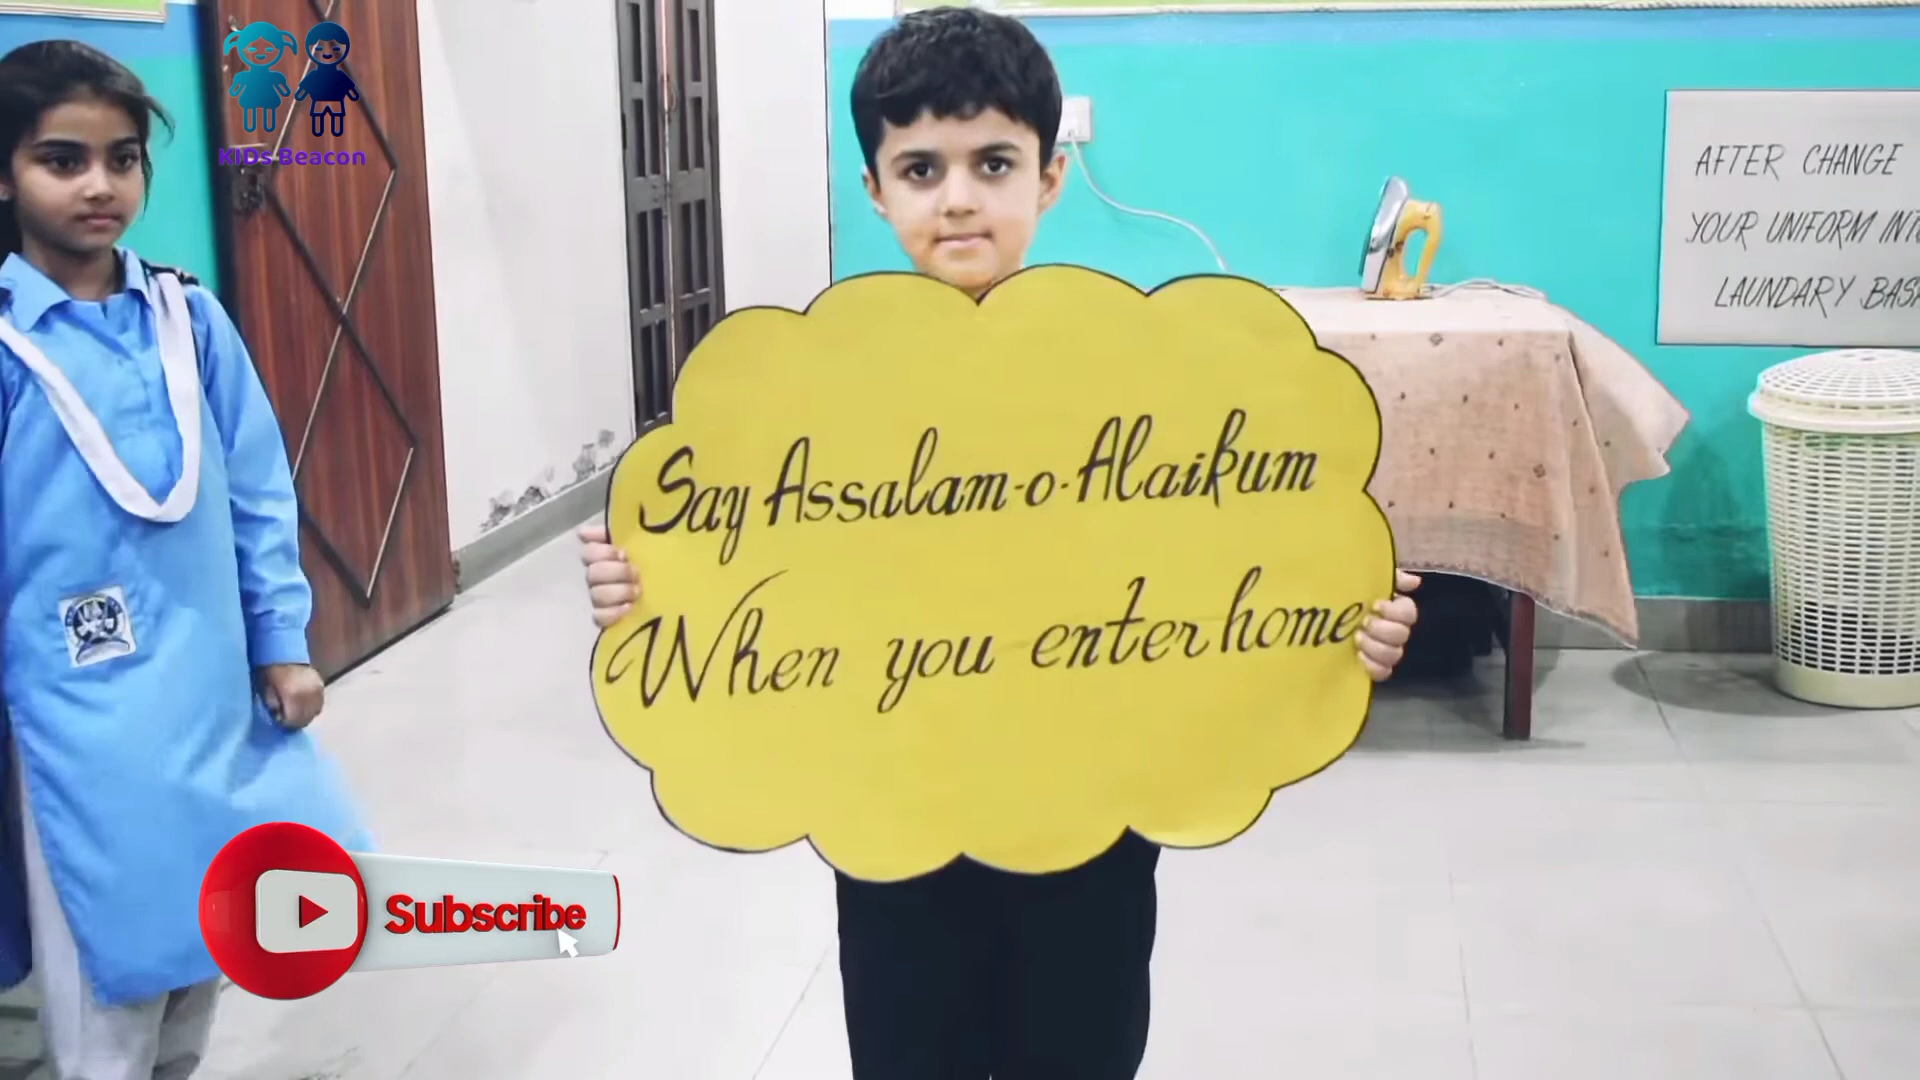 KIDs Beacon
AFTER CHANGE
YOUR UNIFORM
LAUNDARY
Say Assalam-o-Alaikum
When you enter home
Subscribe